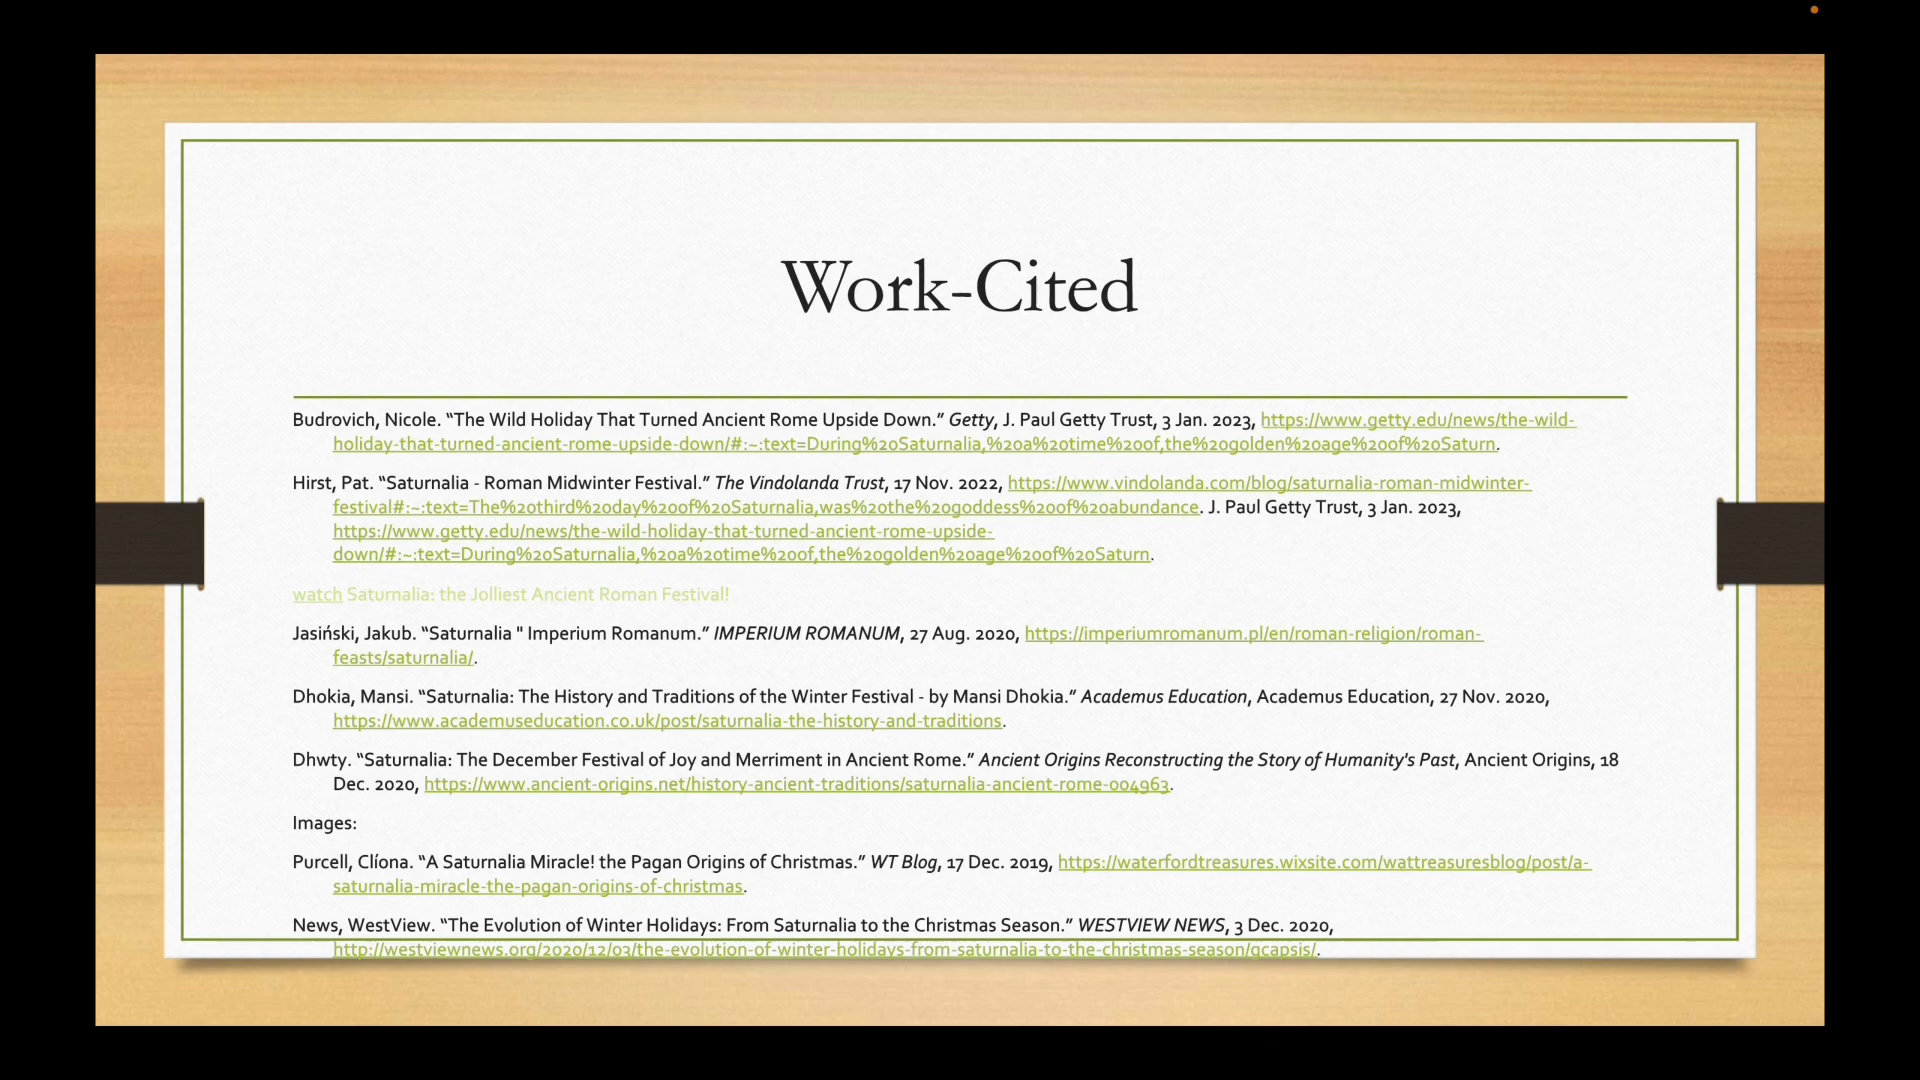 Work-Cited
Budrovich, Nicole. “The Wild Holiday That Turned Ancient Rome Upside Down.” Getty, J. Paul Getty Trust, 3 Jan. 2023, https://www.getty.edu/news/the-wild-
holiday-that-turned-ancient-rome-upside-down/#:~:text=During%20Saturnalia,%20a%20time%20of,the%20golden%20age%20of%20Saturn.
Hirst, Pat. “Saturnalia - Roman Midwinter Festival.” The Vindolanda Trust, 17 Nov. 2022, https://www.vindolanda.com/blog/saturnalia-roman-midwinter-
festival#:~:text=The%20third%20day%20of%20Saturnalia,was%20the%20goddess%20of%20abundance. J. Paul Getty Trust, 3 Jan. 2023,
https://www.getty.edu/news/the-wild-holiday-that-turned-ancient-rome-upside-
down/#:~:text=During%20Saturnalia,%20a%20time%20of,the%20golden%20age%20of%20Saturn.
watch Saturnalia: the Jolliest Ancient Roman Festival!
Jasiński, Jakub. “Saturnalia " Imperium Romanum.” IMPERIUM ROMANUM, 27 Aug. 2020, https://imperiumromanum.pl/en/roman-religion/roman-
feasts/saturnalia/.
Dhokia, Mansi. “Saturnalia: The History and Traditions of the Winter Festival - by Mansi Dhokia.” Academus Education, Academus Education, 27 Nov. 2020,
https://www.academuseducation.co.uk/post/saturnalia-the-history-and-traditions.
Dhwty. “Saturnalia: The December Festival of Joy and Merriment in Ancient Rome.” Ancient Origins Reconstructing the Story of Humanity's Past, Ancient Origins, 18
Dec. 2020, https://www.ancient-origins.net/history-ancient-traditions/saturnalia-ancient-rome-004963.
Images:
Purcell, Clíona. “A Saturnalia Miracle! the Pagan Origins of Christmas.” WT Blog, 17 Dec. 2019, https://waterfordtreasures.wixsite.com/wattreasuresblog/post/a-
saturnalia-miracle-the-pagan-origins-of-christmas.
News, WestView. “The Evolution of Winter Holidays: From Saturnalia to the Christmas Season.” WESTVIEW NEWS, 3 Dec. 2020,
http://westviewnews.org/2020/12/03/the-evolution-of-winter-holidays-from-saturnalia-to-the-christmas-season/gcapsis/.